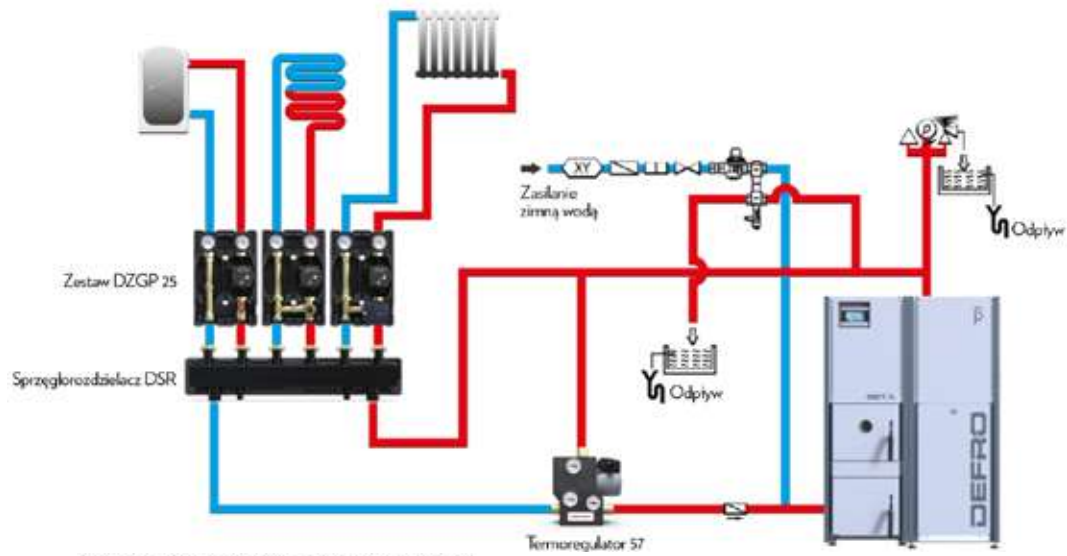 XY
Zasilanie
zimną wodą
P
Odpływ
Zestaw DZGP 25
Odpływ
Sprzęgłorozdzielacz DSR
β
DEFRO
Termoregulator 57